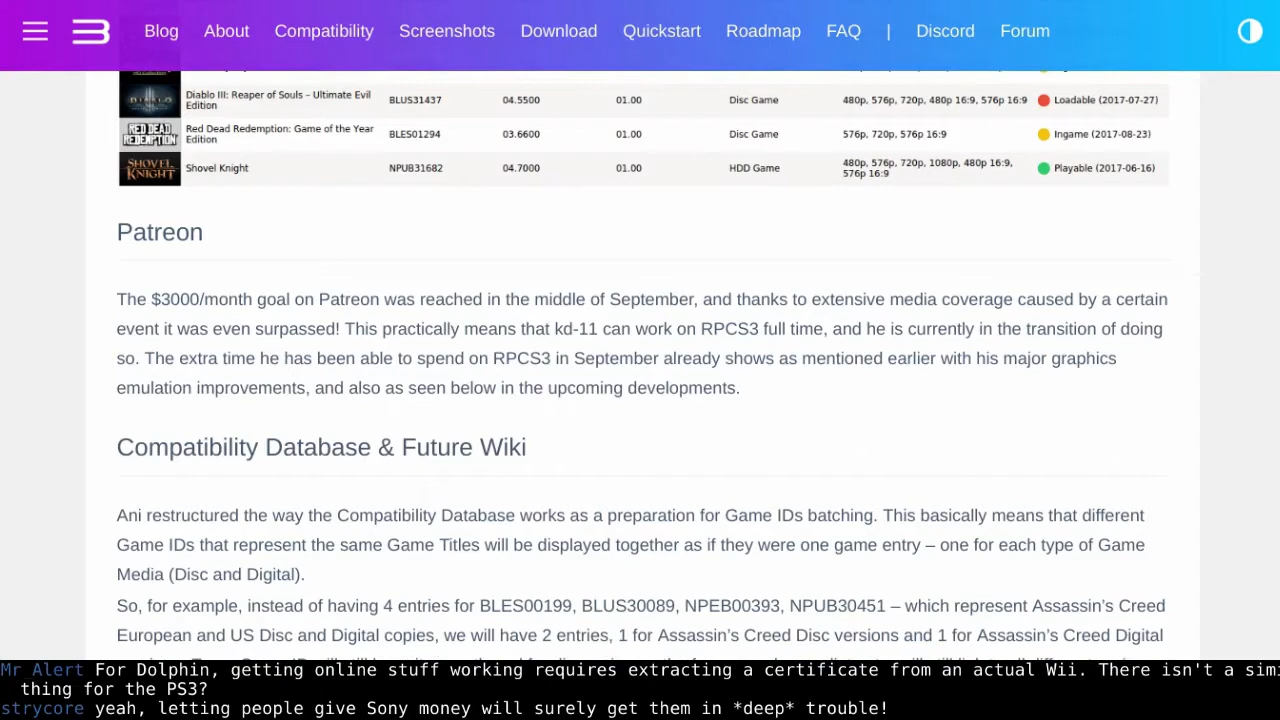 Blog About Compatibility Screenshots Download Quickstart Roadmap FAQ | Discord Forum
Diablo III: Reaper of Souls – Ultimate Evil Edition BLUS31437 04.5500 01.00 Disc Game 480p, 576p, 720p, 480p 16:9, 576p 16:9 Loadable (2017-07-27)
RED DEAD REDEMPTION Red Dead Redemption: Game of the Year Edition BLES01294 03.6600 01.00 Disc Game 576p, 720p, 576p 16:9 Ingame (2017-08-23)
SHOVEL KNIGHT Shovel Knight NPUB31682 04.7000 01.00 HDD Game 480p, 576p, 720p, 1080p, 480p 16:9, 576p 16:9 Playable (2017-06-16)
Patreon
The $3000/month goal on Patreon was reached in the middle of September, and thanks to extensive media coverage caused by a certain
event it was even surpassed! This practically means that kd-11 can work on RPCS3 full time, and he is currently in the transition of doing
so. The extra time he has been able to spend on RPCS3 in September already shows as mentioned earlier with his major graphics
emulation improvements, and also as seen below in the upcoming developments.
Compatibility Database & Future Wiki
Ani restructured the way the Compatibility Database works as a preparation for Game IDs batching. This basically means that different
Game IDs that represent the same Game Titles will be displayed together as if they were one game entry – one for each type of Game
Media (Disc and Digital).
So, for example, instead of having 4 entries for BLES00199, BLUS30089, NPEB00393, NPUB30451 – which represent Assassin's Creed
European and US Disc and Digital copies, we will have 2 entries, 1 for Assassin's Creed Disc versions and 1 for Assassin's Creed Digital
Mr Alert For Dolphin, getting online stuff working requires extracting a certificate from an actual Wii. There isn't a simi
thing for the PS3?
strycore yeah, letting people give Sony money will surely get them in *deep* trouble!